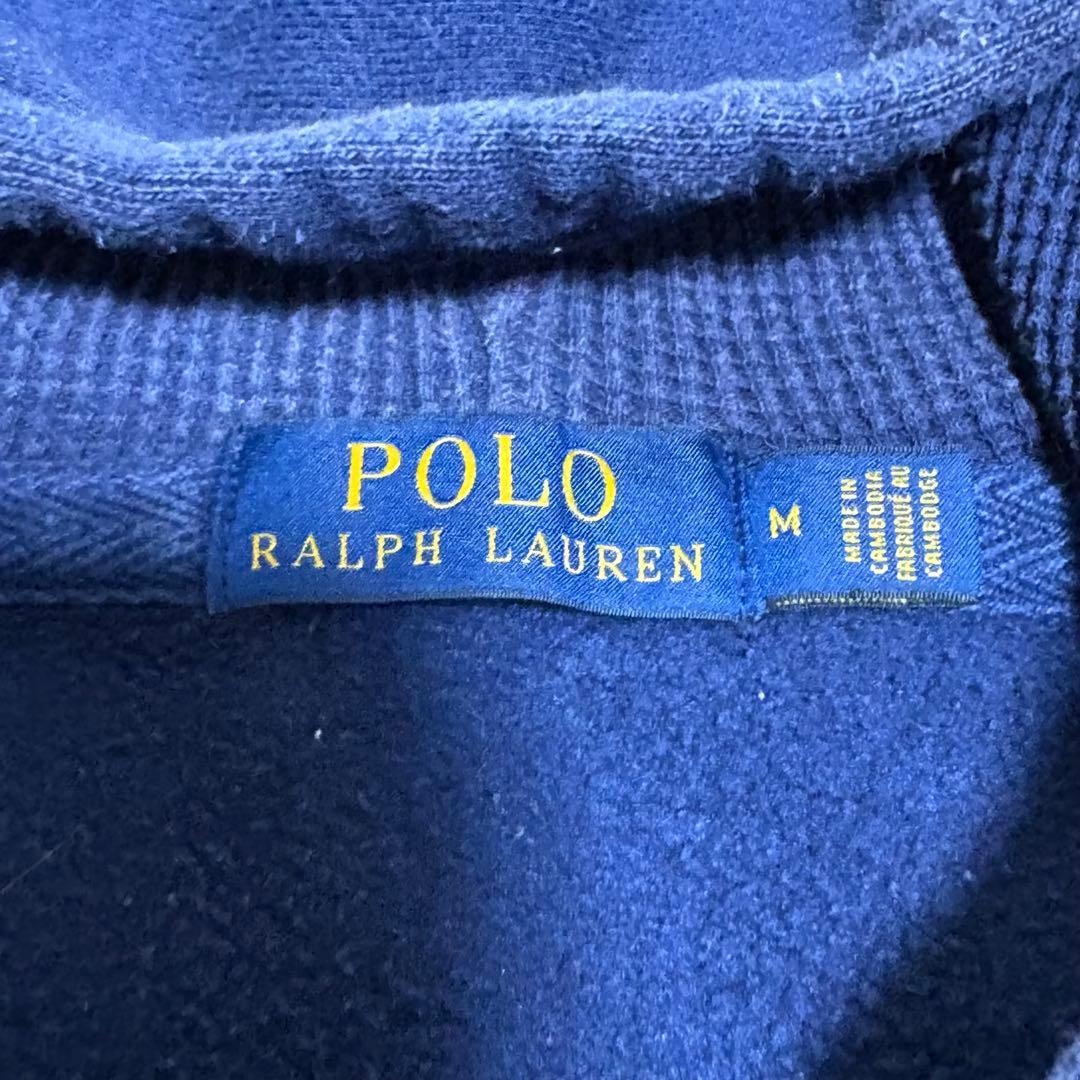 POLO
RALPH LAUREN
M
MADE IN
CAMBODIA
FABRIQUÉ AU
CAMBODGE